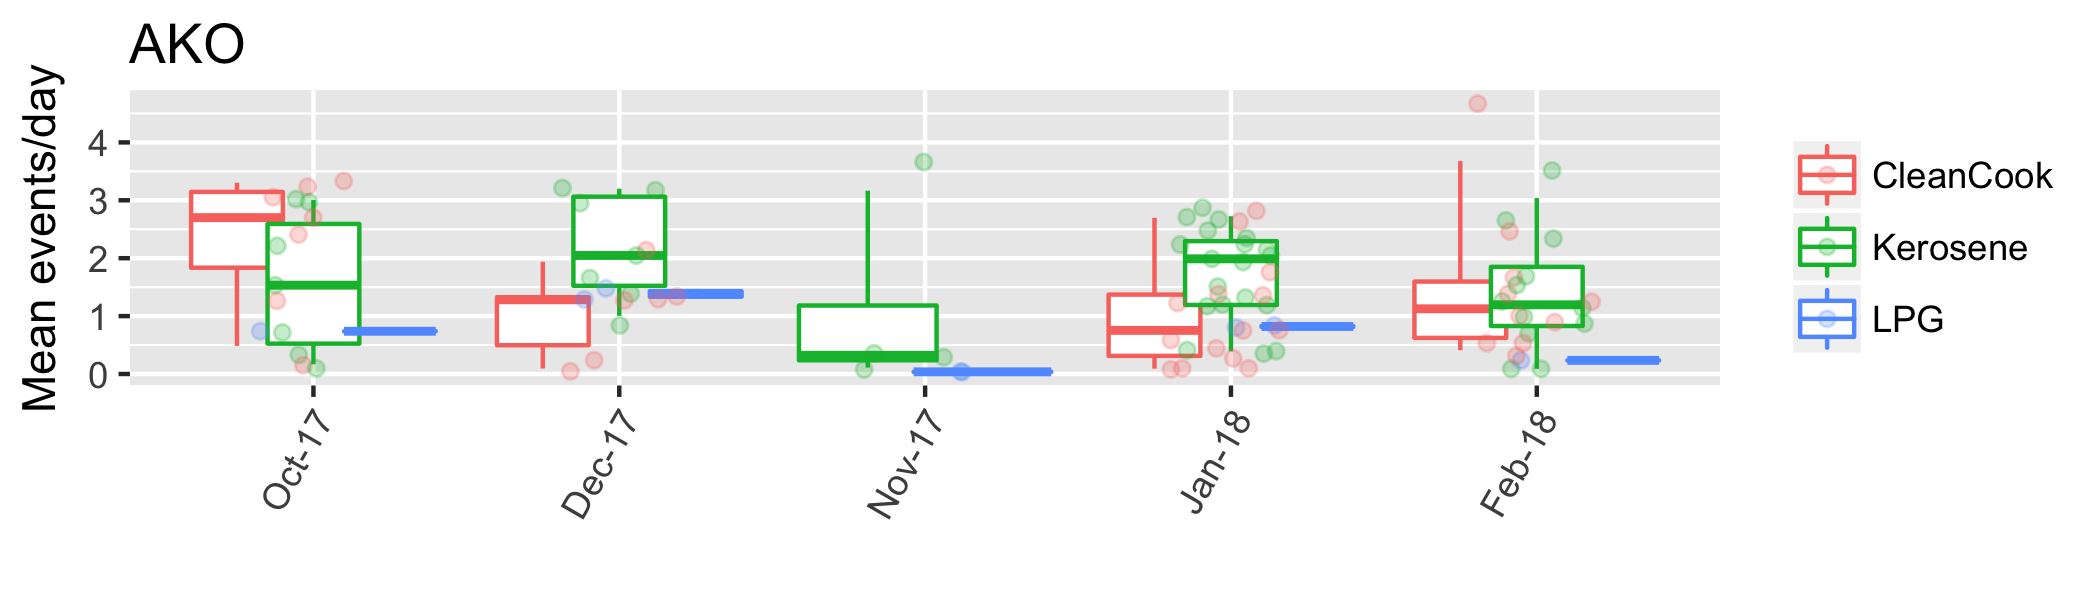 AKO
Mean events/day
4
3
2
1
0
Oct-17
Dec-17
Nov-17
Jan-18
Feb-18
CleanCook
Kerosene
LPG